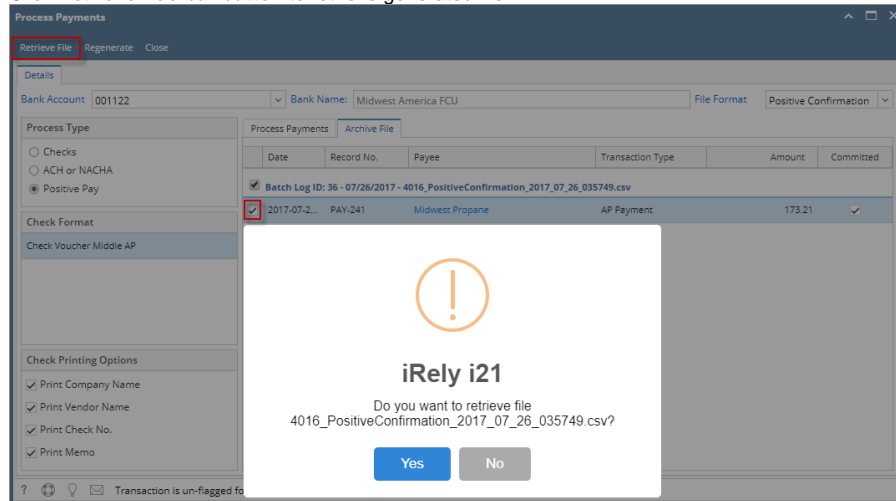 Process Payments
Retrieve File Regenerate Close
Details
Bank Account 001122 Bank Name: Midwest America FCU File Format Positive Confirmation
Process Type
Checks
ACH or NACHA
Positive Pay
Process Payments Archive File
Date Record No. Payee Transaction Type Amount Committed
Batch Log ID: 36 - 07/26/2017 - 4016_PositiveConfirmation_2017_07_26_035749.csv
2017-07-2... PAY-241 Midwest Propane AP Payment 173.21
Check Format
Check Voucher Middle AP
iRely i21
Do you want to retrieve file
4016_PositiveConfirmation_2017_07_26_035749.csv?
Yes No
Check Printing Options
Print Company Name
Print Vendor Name
Print Check No.
Print Memo
? Transaction is un-flagged fo